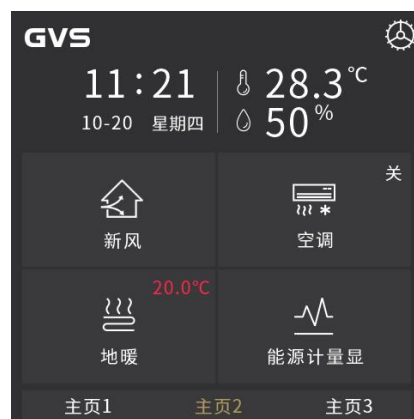 GVS
11:21
28.3℃
10-20 星期四
50%
关
新风
空调
20.0℃
地暖
能源计量显
主页1 主页2 主页3